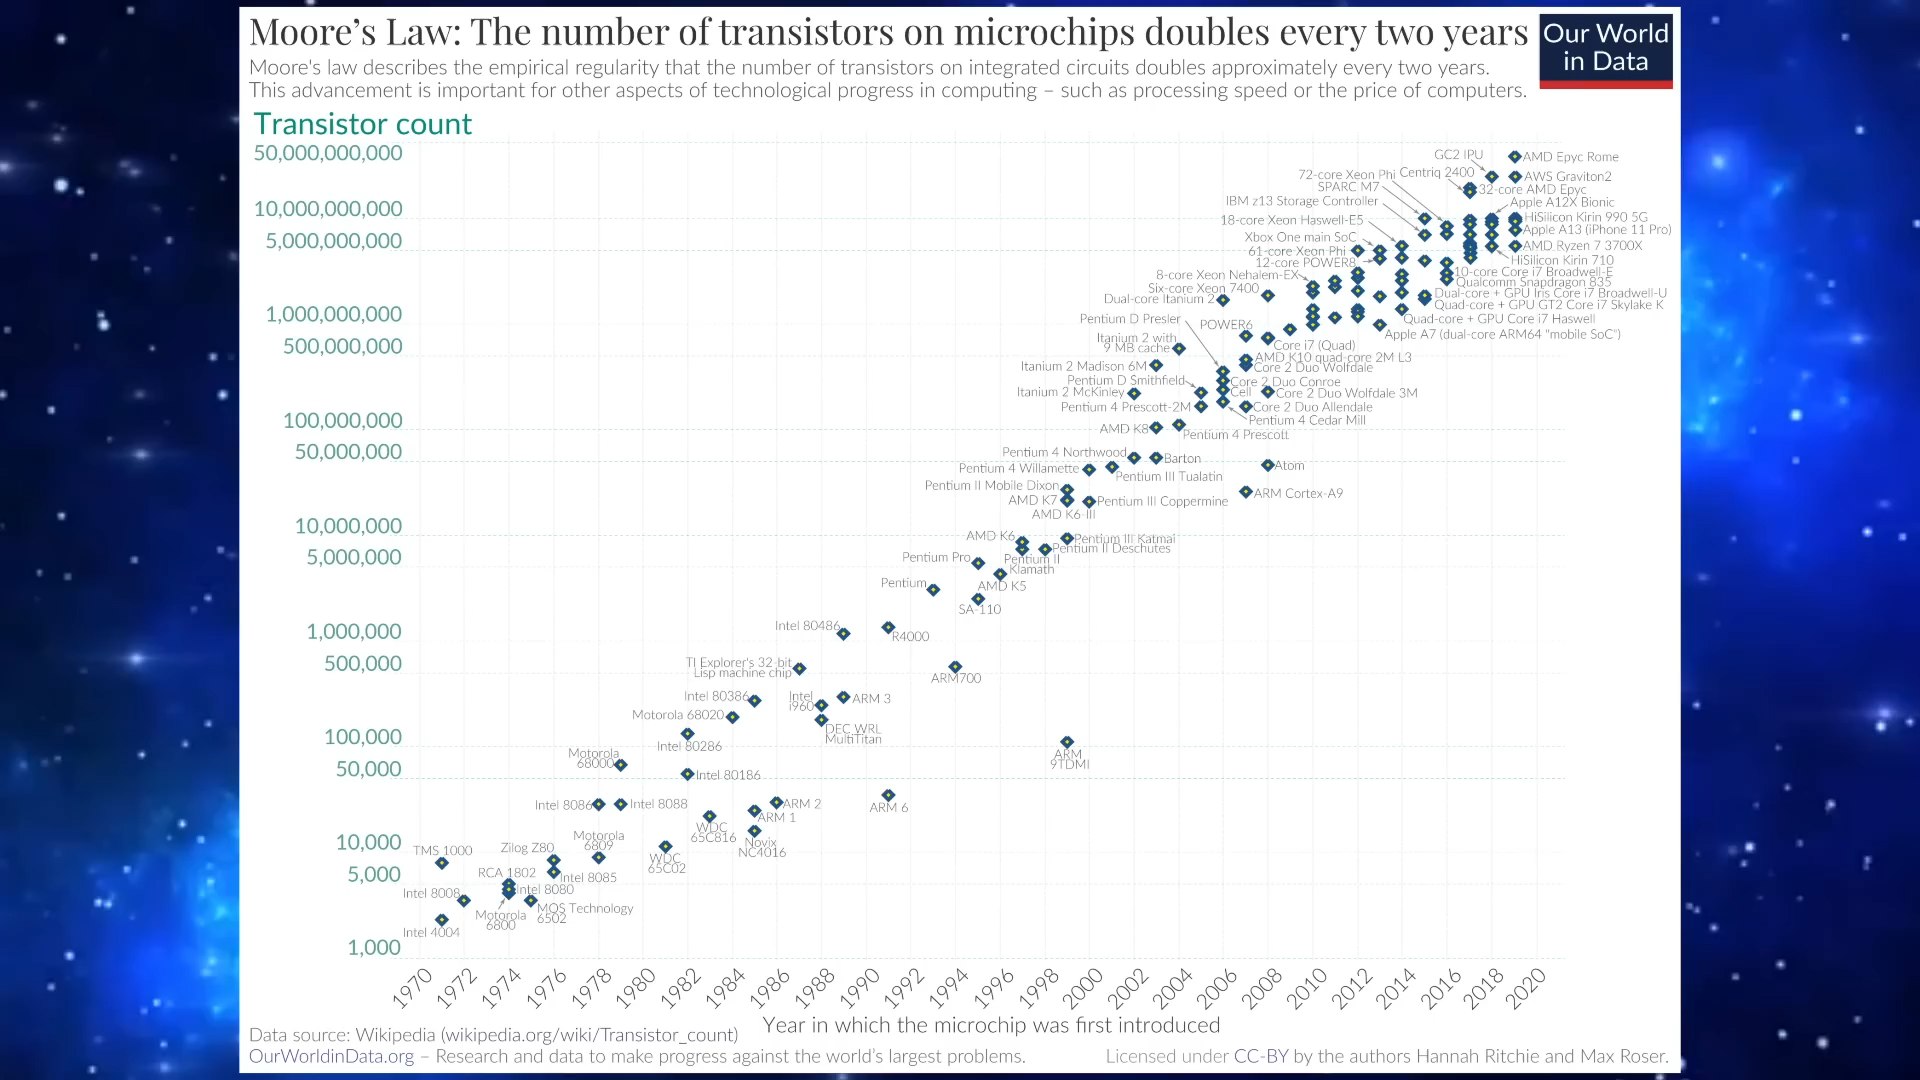 Moore's Law: The number of transistors on microchips doubles every two years
Our World
in Data
Moore's law describes the empirical regularity that the number of transistors on integrated circuits doubles approximately every two years.
This advancement is important for other aspects of technological progress in computing – such as processing speed or the price of computers.
Transistor count
50,000,000,000
10,000,000,000
5,000,000,000
1,000,000,000
500,000,000
100,000,000
50,000,000
10,000,000
5,000,000
1,000,000
500,000
100,000
50,000
10,000
5,000
1,000
GC2 IPU
AMD Epyc Rome
72-core Xeon Phi
Centriq 2400
AWS Graviton2
SPARC M7
32-core AMD Epyc
IBM z13 Storage Controller
Apple A12X Bionic
18-core Xeon Haswell-E5
HiSilicon Kirin 990 5G
Apple A13 (iPhone 11 Pro)
Xbox One main SoC
AMD Ryzen 7 3700X
61-core Xeon Phi
12-core POWER8
HiSilicon Kirin 710
8-core Xeon Nehalem-EX
10-core Core i7 Broadwell-E
Six-core Xeon 7400
Qualcomm Snapdragon 835
Dual-core Itanium 2
Dual-core + GPU Iris Core i7 Broadwell-U
Quad-core + GPU GT2 Core i7 Skylake K
Pentium D Presler
POWER6
Quad-core + GPU Core i7 Haswell
Apple A7 (dual-core ARM64 "mobile SoC")
Itanium 2 with
9 MB cache
Core i7 (Quad)
AMD K10 quad-core 2M L3
Itanium 2 Madison 6M
Core 2 Duo Wolfdale
Pentium D Smithfield
Core 2 Duo Conroe
Itanium 2 McKinley
Cell
Core 2 Duo Wolfdale 3M
Pentium 4 Prescott-2M
Core 2 Duo Allendale
Pentium 4 Cedar Mill
AMD K8
Pentium 4 Prescott
Pentium 4 Northwood
Barton
Pentium 4 Willamette
Atom
Pentium III Tualatin
Pentium II Mobile Dixon
ARM Cortex-A9
AMD K7
Pentium III Coppermine
AMD K6-III
AMD K6
Pentium III Katmai
Pentium II Deschutes
Pentium Pro
Pentium II
Klamath
Pentium
AMD K5
SA-110
Intel 80486
R4000
TI Explorer's 32-bit
Lisp machine chip
ARM700
Intel 80386
Intel
i960
ARM 3
Motorola 68020
DEC WRL
MultiTitan
Intel 80286
ARM
9TDMI
Motorola
68000
Intel 80186
Intel 8086
Intel 8088
ARM 2
ARM 6
ARM 1
WDC
65C816
Novix
NC4016
Motorola
6809
TMS 1000
Zilog Z80
WDC
65C02
RCA 1802
Intel 8085
Intel 8008
Intel 8080
MOS Technology
6502
Motorola
6800
Intel 4004
1970
1972
1974
1976
1978
1980
1982
1984
1986
1988
1990
1992
1994
1996
1998
2000
2002
2004
2006
2008
2010
2012
2014
2016
2018
2020
Year in which the microchip was first introduced
Data source: Wikipedia (wikipedia.org/wiki/Transistor_count)
OurWorldinData.org – Research and data to make progress against the world's largest problems.
Licensed under CC-BY by the authors Hannah Ritchie and Max Roser.